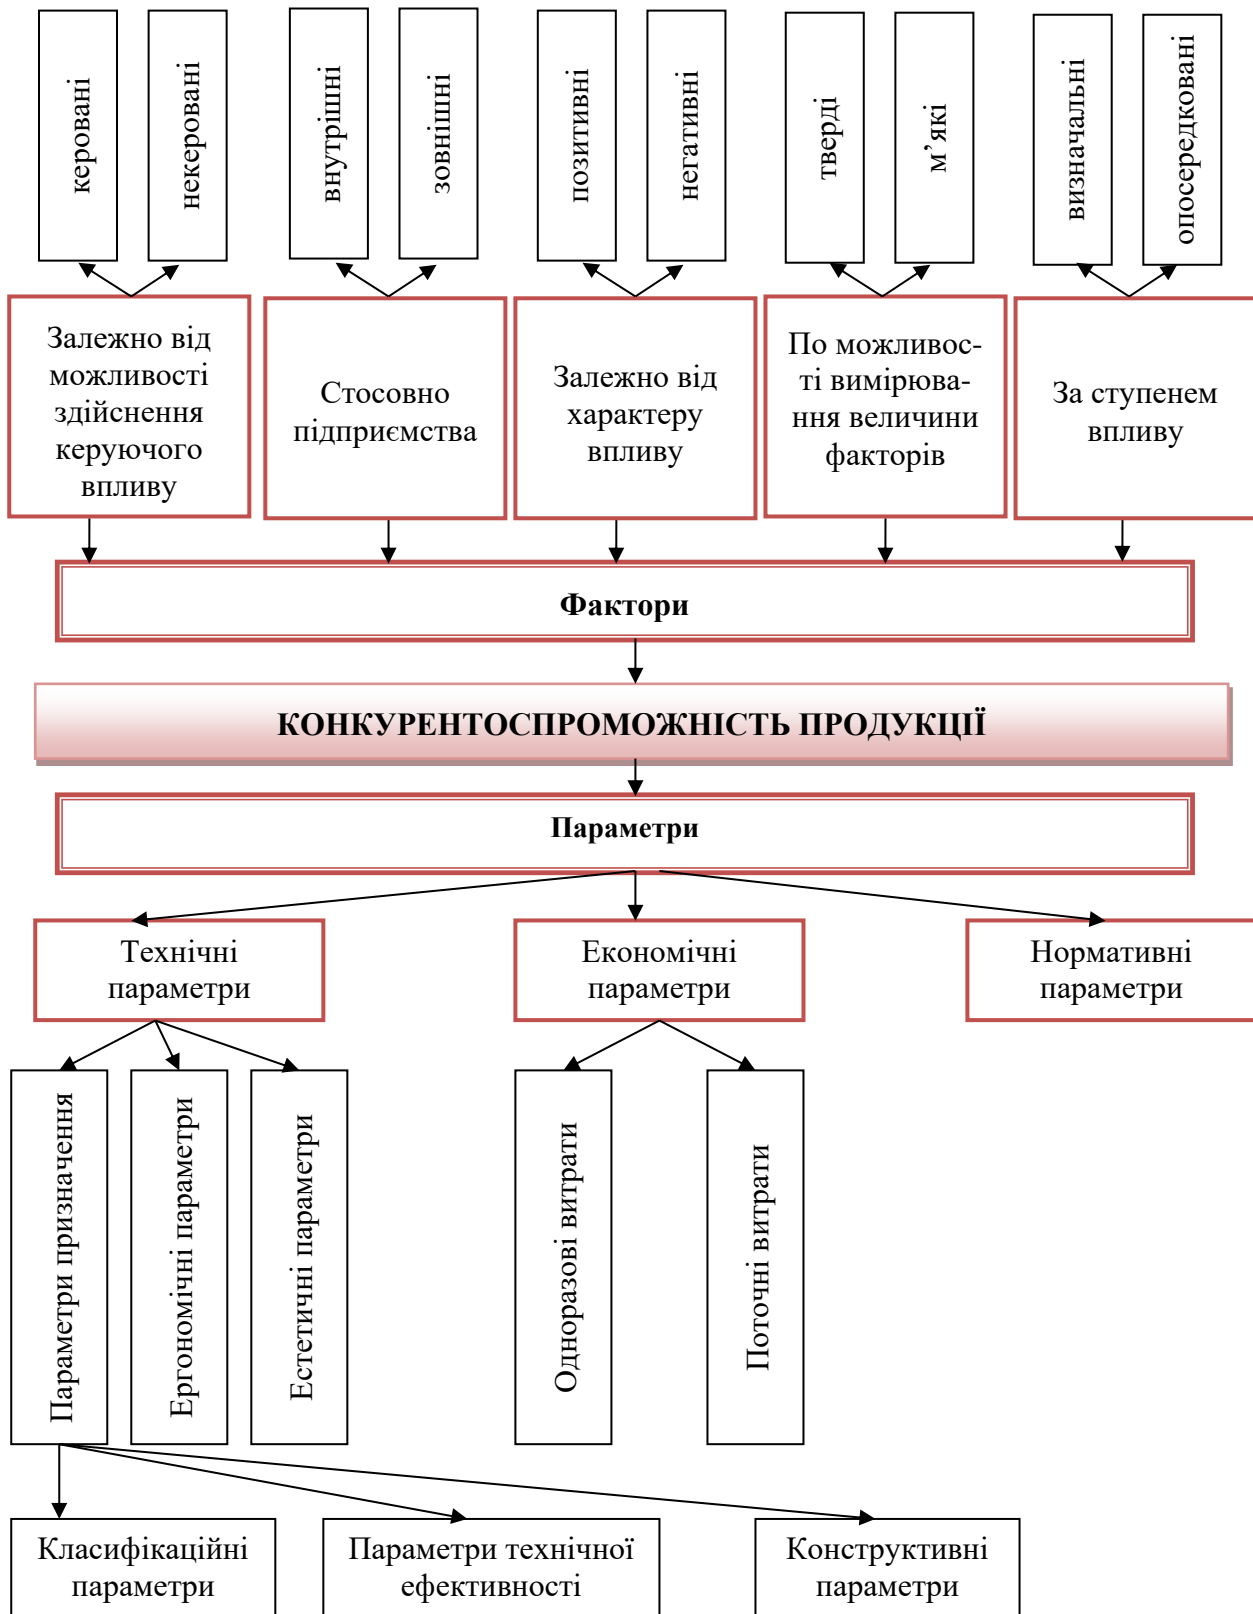 керовані
некеровані
внутрішні
зовнішні
позитивні
негативні
тверді
м’які
визначальні
опосередковані
Залежно від
можливості
здійснення
керуючого
впливу
Стосовно
підприємства
Залежно від
характеру
впливу
По можливос-
ті вимірюва-
ння величини
факторів
За ступенем
впливу
Фактори
КОНКУРЕНТОСПРОМОЖНІСТЬ ПРОДУКЦІЇ
Параметри
Технічні
параметри
Економічні
параметри
Нормативні
параметри
Параметри призначення
Ергономічні параметри
Естетичні параметри
Одноразові витрати
Поточні витрати
Класифікаційні
параметри
Параметри технічної
ефективності
Конструктивні
параметри